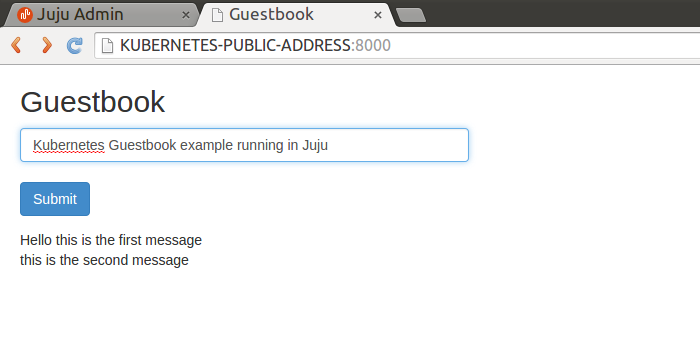 Juju Admin
Guestbook
KUBERNETES-PUBLIC-ADDRESS:8000
Guestbook
Kubernetes Guestbook example running in Juju
Submit
Hello this is the first message
this is the second message